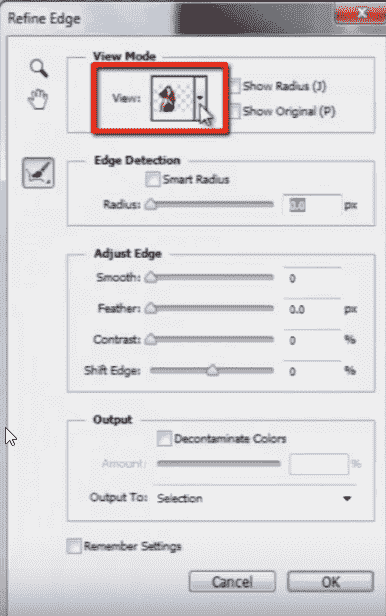 Refine Edge
View Mode
View:
Show Radius (J)
Show Original (P)
Edge Detection
Smart Radius
Radius: 0.0 px
Adjust Edge
Smooth: 0
Feather: 0.0 px
Contrast: 0 %
Shift Edge: 0 %
Output
Decontaminate Colors
Amount: %
Output To: Selection
Remember Settings
Cancel OK